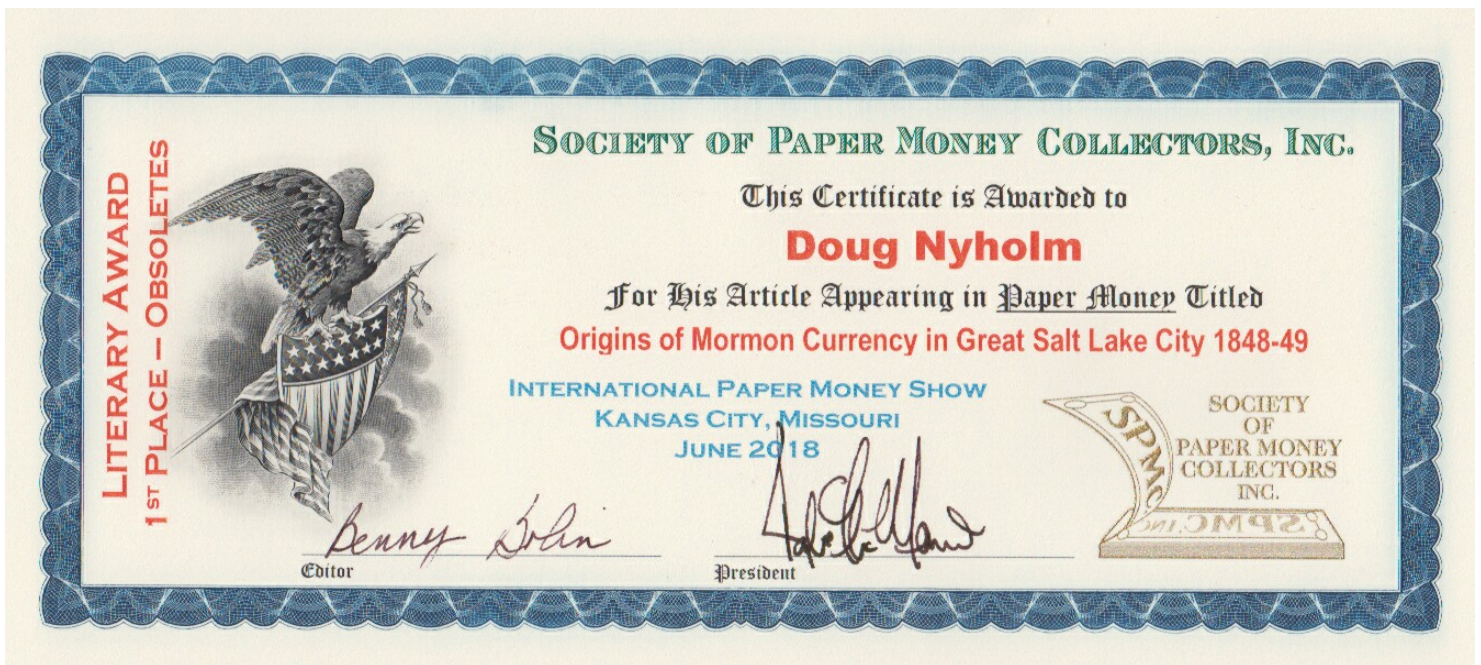 LITERARY AWARD
1ST PLACE – OBSOLETES
SOCIETY OF PAPER MONEY COLLECTORS, INC.
This Certificate is Awarded to
Doug Nyholm
For His Article Appearing in Paper Money Titled
Origins of Mormon Currency in Great Salt Lake City 1848-49
INTERNATIONAL PAPER MONEY SHOW
KANSAS CITY, MISSOURI
JUNE 2018
SPMC
SOCIETY
OF
PAPER MONEY
COLLECTORS
INC.
SPMC.INC
Benny Bolin
Editor
President